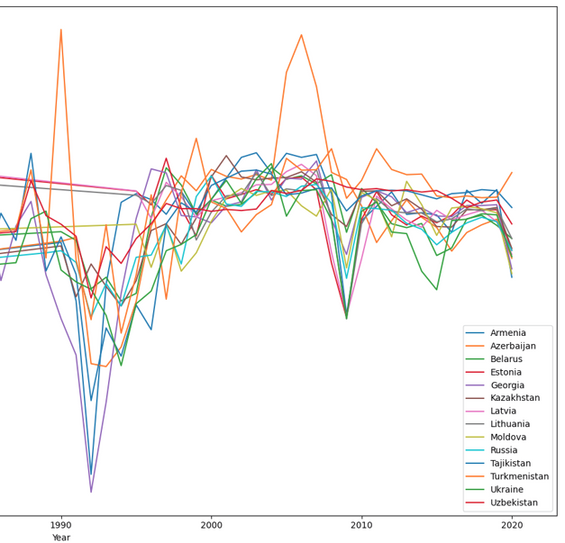 Armenia
Azerbaijan
Belarus
Estonia
Georgia
Kazakhstan
Latvia
Lithuania
Moldova
Russia
Tajikistan
Turkmenistan
Ukraine
Uzbekistan
1990 2000 2010 2020
Year